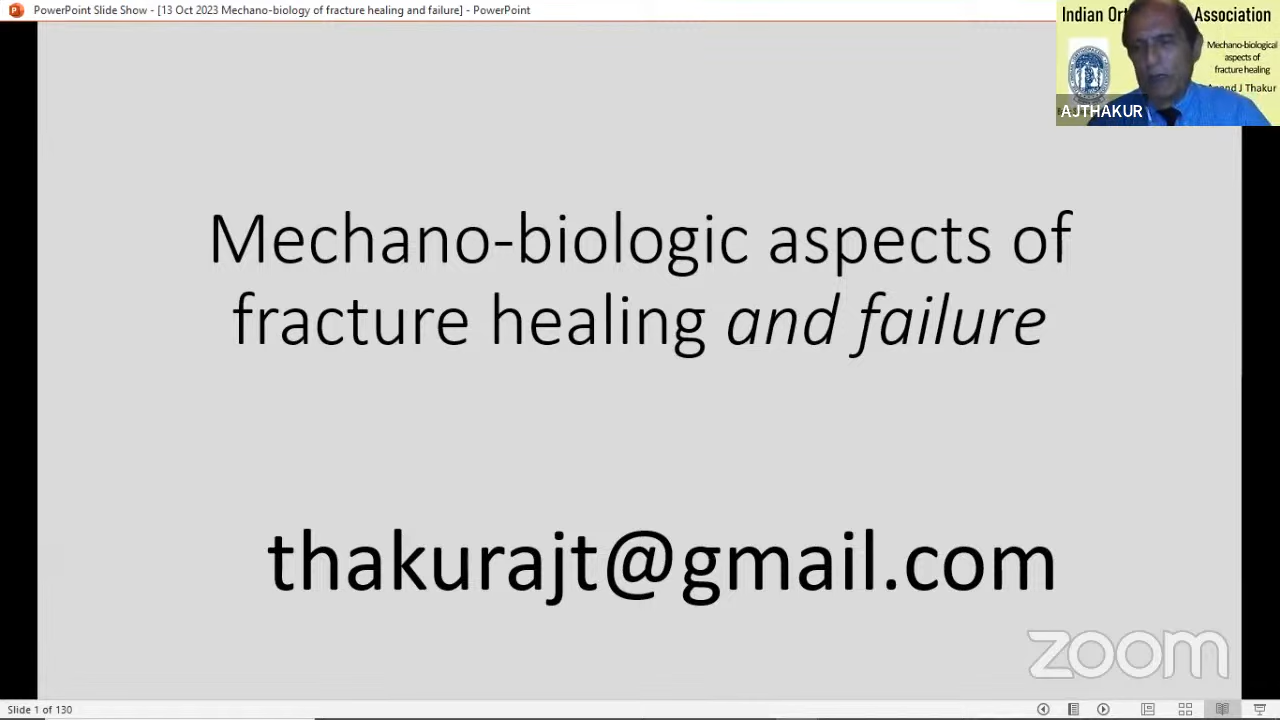 PowerPoint Slide Show - [13 Oct 2023 Mechano-biology of fracture healing and failure] - PowerPoint
Indian Association
Mechano-biological
aspects of
fracture healing
J Thakur
AJTHAKUR
Mechano-biologic aspects of
fracture healing and failure
thakurajt@gmail.com
zoom
Slide 1 of 130